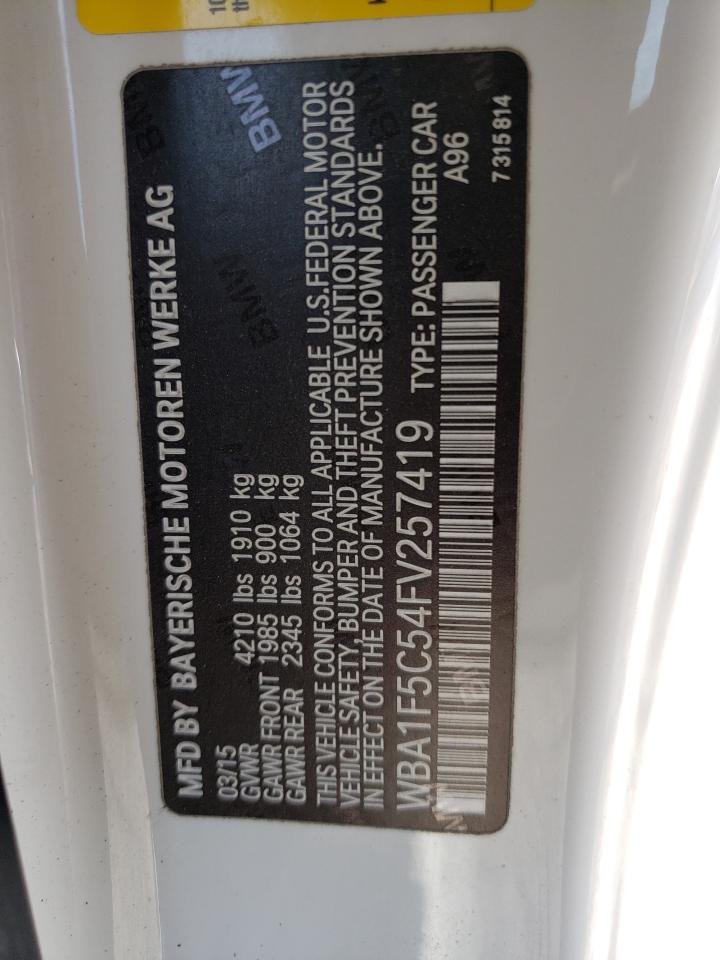 MFD BY BAYERISCHE MOTOREN WERKE AG
03/15
GVWR 4210 lbs 1910 kg
GAWR FRONT 1985 lbs 900 kg
GAWR REAR 2345 lbs 1064 kg
THIS VEHICLE CONFORMS TO ALL APPLICABLE U.S.FEDERAL MOTOR
VEHICLE SAFETY, BUMPER AND THEFT PREVENTION STANDARDS
IN EFFECT ON THE DATE OF MANUFACTURE SHOWN ABOVE.
WBA1F5C54FV257419 TYPE: PASSENGER CAR
A96
7 315 814
BMW
BMW
BMW